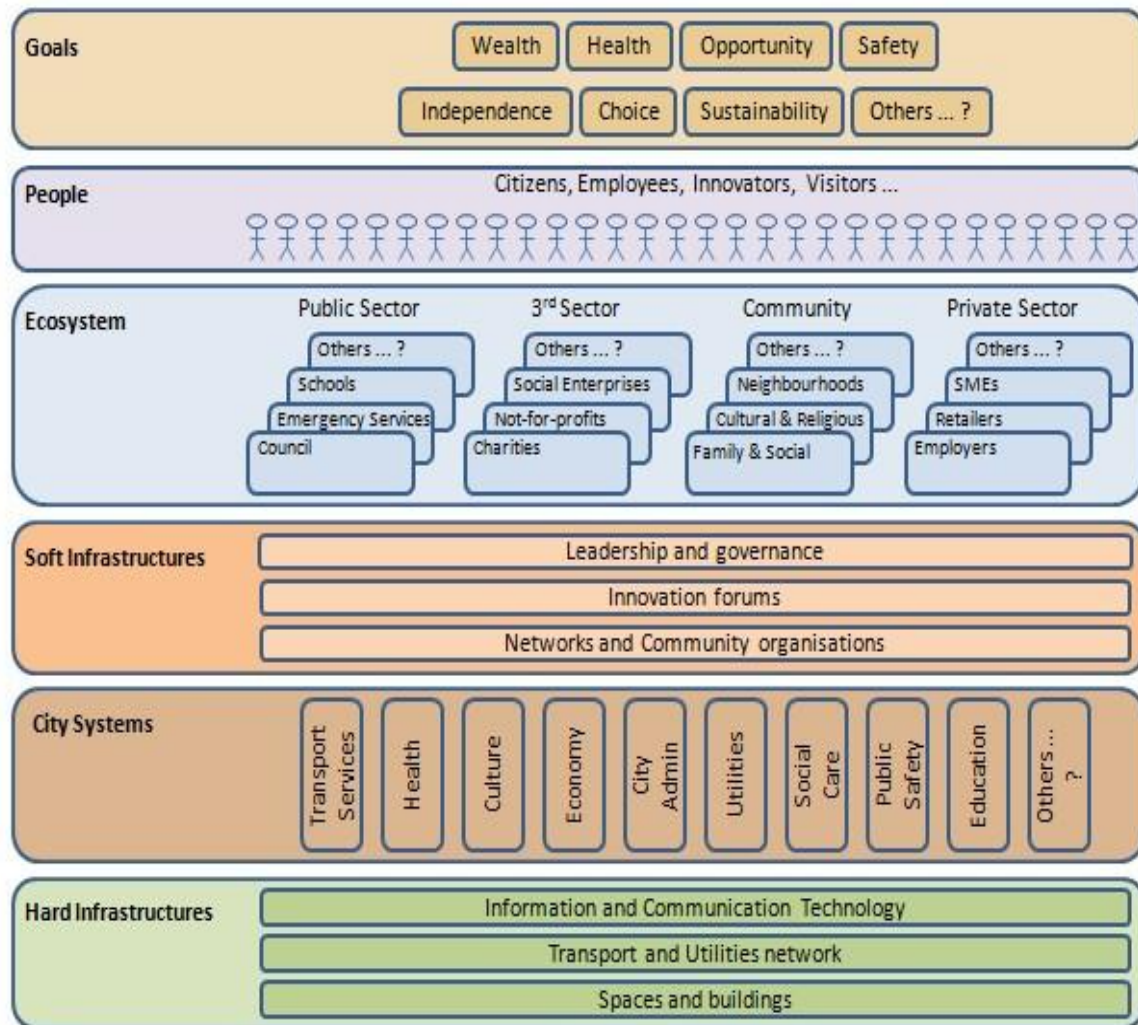 Goals
Wealth Health Opportunity Safety
Independence Choice Sustainability Others ... ?
People
Citizens, Employees, Innovators, Visitors ...
Ecosystem
Public Sector
Others ... ?
Schools
Emergency Services
Council
3rd Sector
Others ... ?
Social Enterprises
Not-for-profits
Charities
Community
Others ... ?
Neighbourhoods
Cultural & Religious
Family & Social
Private Sector
Others ... ?
SMEs
Retailers
Employers
Soft Infrastructures
Leadership and governance
Innovation forums
Networks and Community organisations
City Systems
Transport
Services
Health
Culture
Economy
City
Admin
Utilities
Social
Care
Public
Safety
Education
Others ...
?
Hard Infrastructures
Information and Communication Technology
Transport and Utilities network
Spaces and buildings